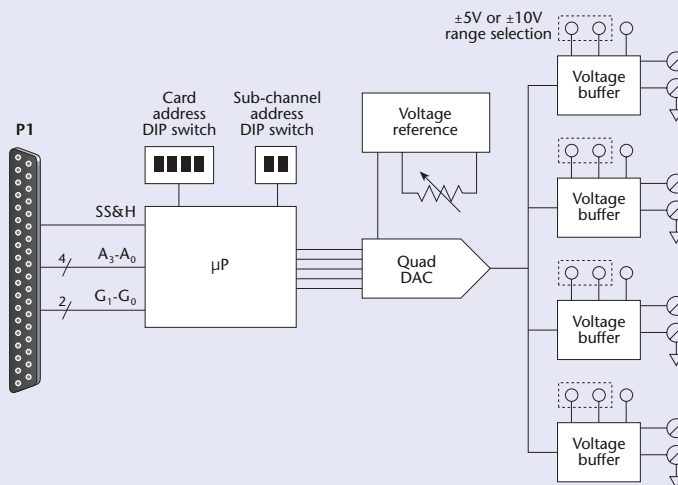 ±5V or ±10V
range selection
Card
address
DIP switch
Sub-channel
address
DIP switch
Voltage
reference
Voltage
buffer
P1
SS&H
4
A₃-A₀
2
G₁-G₀
µP
Quad
DAC
Voltage
buffer
Voltage
buffer
Voltage
buffer